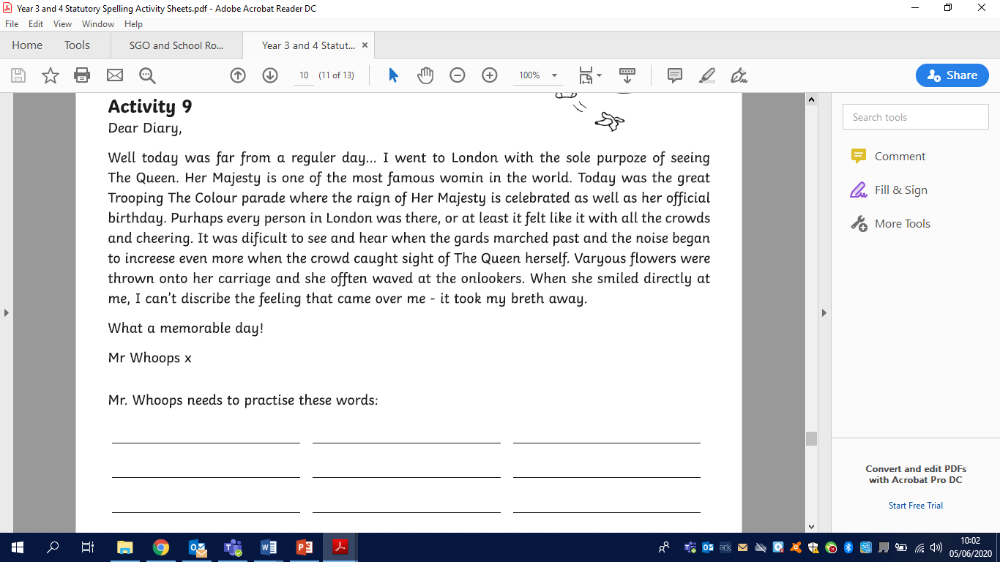 Year 3 and 4 Statutory Spelling Activity Sheets.pdf - Adobe Acrobat Reader DC
File Edit View Window Help
Home Tools SGO and School Ro... Year 3 and 4 Statut... ×
10 (11 of 13) 100% Share
Activity 9
Dear Diary,
Well today was far from a reguler day... I went to London with the sole purpoze of seeing
The Queen. Her Majesty is one of the most famous womin in the world. Today was the great
Trooping The Colour parade where the raign of Her Majesty is celebrated as well as her official
birthday. Purhaps every person in London was there, or at least it felt like it with all the crowds
and cheering. It was dificult to see and hear when the gards marched past and the noise began
to increese even more when the crowd caught sight of The Queen herself. Varyous flowers were
thrown onto her carriage and she offten waved at the onlookers. When she smiled directly at
me, I can't discribe the feeling that came over me - it took my breth away.
What a memorable day!
Mr Whoops x
Mr. Whoops needs to practise these words:
Search tools
Comment
Fill & Sign
More Tools
Convert and edit PDFs
with Acrobat Pro DC
Start Free Trial
10:02
05/06/2020